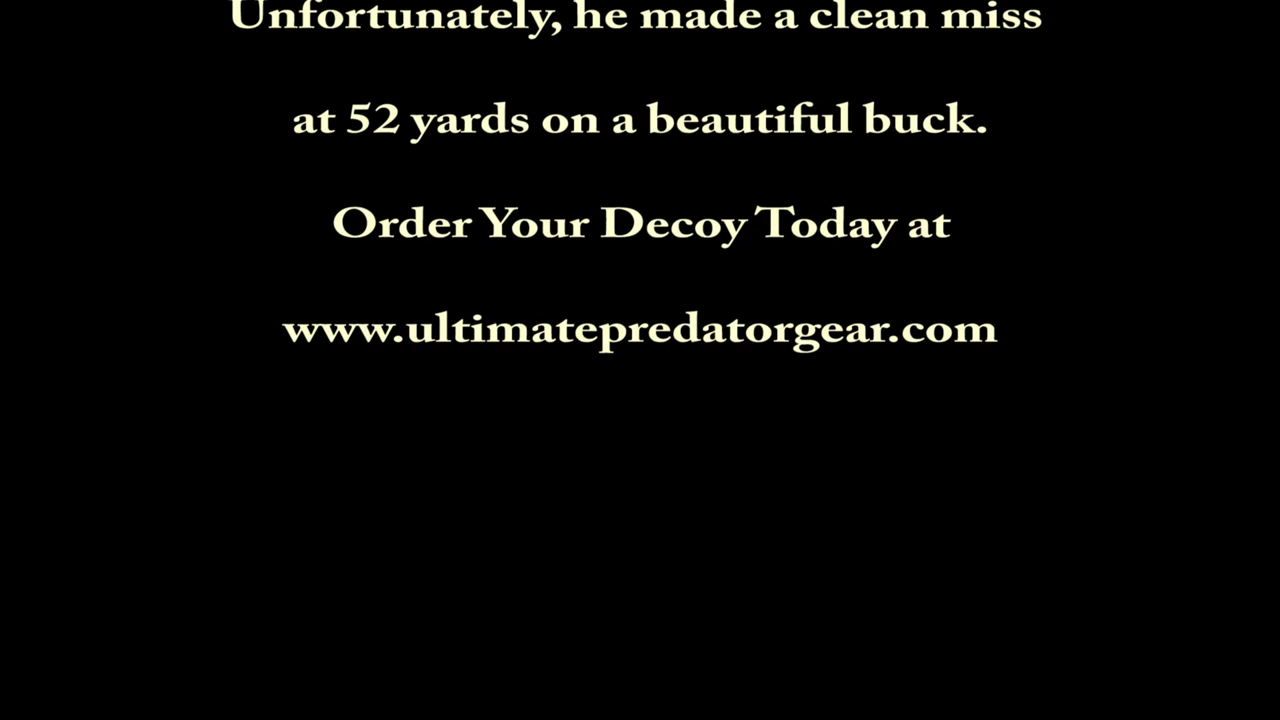 Unfortunately, he made a clean miss
at 52 yards on a beautiful buck.
Order Your Decoy Today at
www.ultimatepredatorgear.com